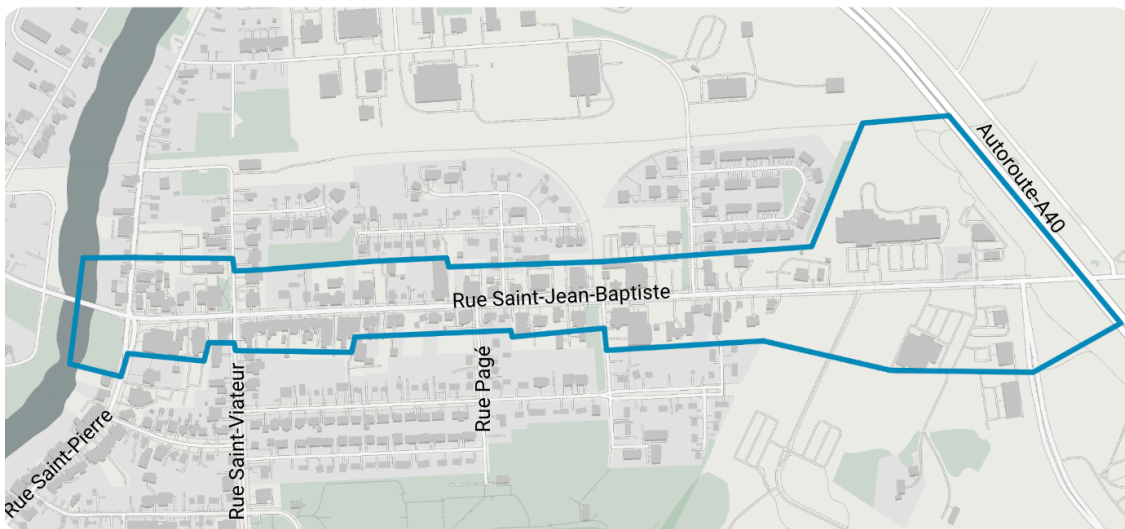 Autoroute-A40
Rue Saint-Jean-Baptiste
Rue Pagé
Rue Saint-Viateur
Rue Saint-Pierre